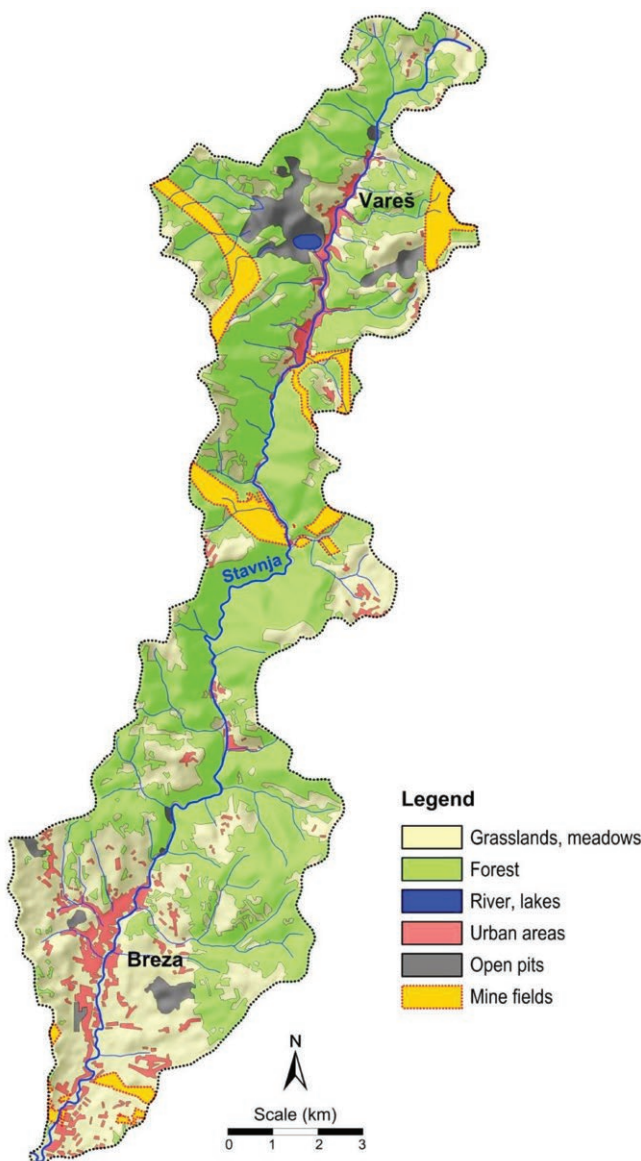 Vareš
Stavnja
Breza
Legend
Grasslands, meadows
Forest
River, lakes
Urban areas
Open pits
Mine fields
N
Scale (km)
0 1 2 3